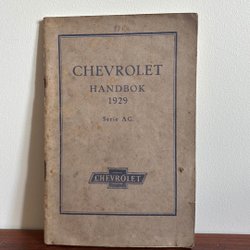 CHEVROLET
HANDBOK
1929
Serie AC.
CHEVROLET